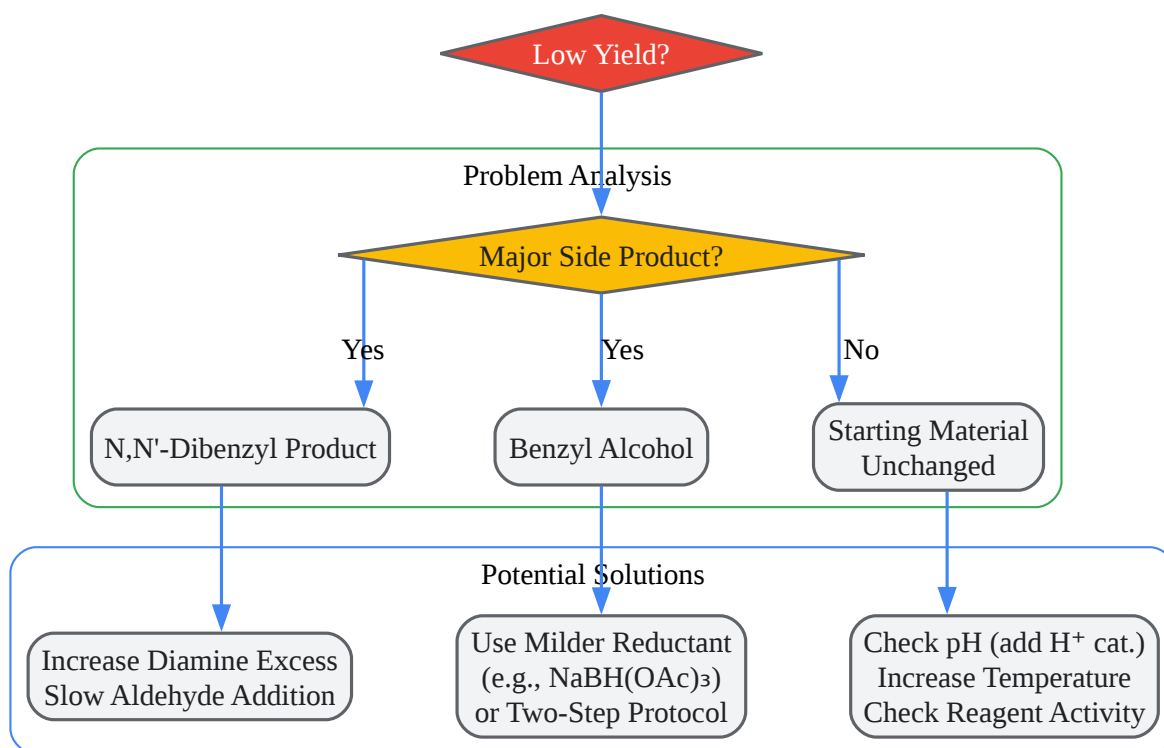 Low Yield?
Problem Analysis
Major Side Product?
Yes
Yes
No
N,N'-Dibenzyl Product
Benzyl Alcohol
Starting Material
Unchanged
Potential Solutions
Increase Diamine Excess
Slow Aldehyde Addition
Use Milder Reductant
(e.g., NaBH(OAc)₃)
or Two-Step Protocol
Check pH (add H⁺ cat.)
Increase Temperature
Check Reagent Activity